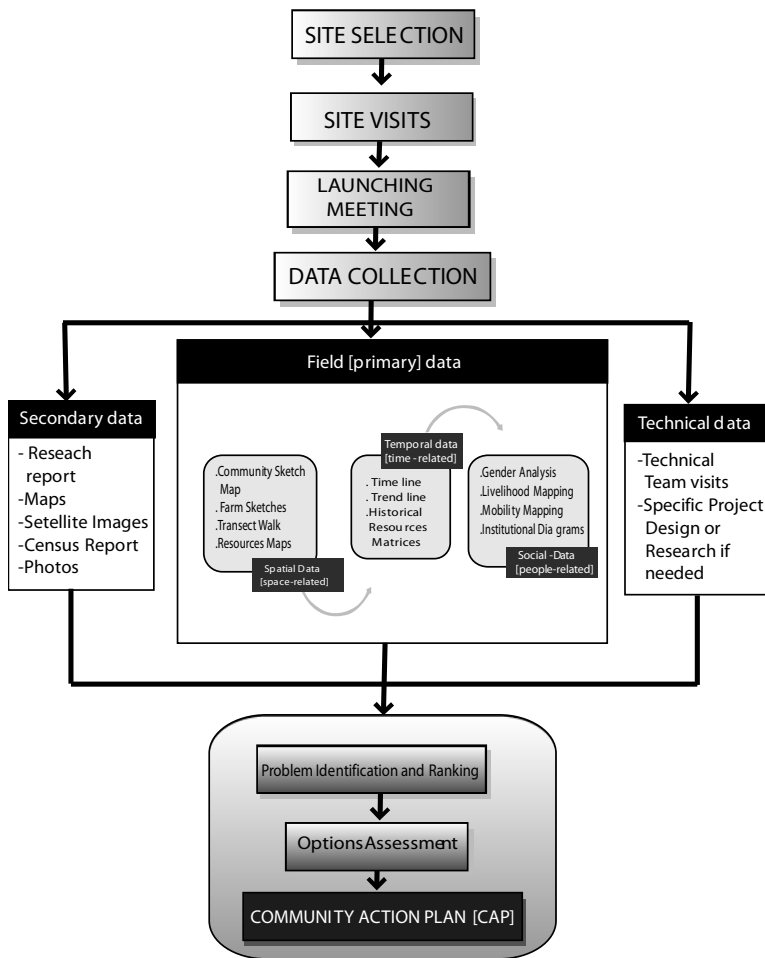 SITE SELECTION
SITE VISITS
LAUNCHING
MEETING
DATA COLLECTION
Secondary data
- Reseach
report
- Maps
- Setellite Images
- Census Report
- Photos
Field [primary] data
.Community Sketch
Map
. Farm Sketches
.Transect Walk
.Resources Maps
Spatial Data
[space-related]
Temporal data
[time -related]
. Time line
. Trend line
. Historical
Resources
Matrices
.Gender Analysis
.Livelihood Mapping
.Mobility Mapping
.Institutional Dia grams
Social -Data
[people-related]
Technical data
-Technical
Team visits
-Specific Project
Design or
Research if
needed
Problem Identification and Ranking
Options Assessment
COMMUNITY ACTION PLAN [CAP]